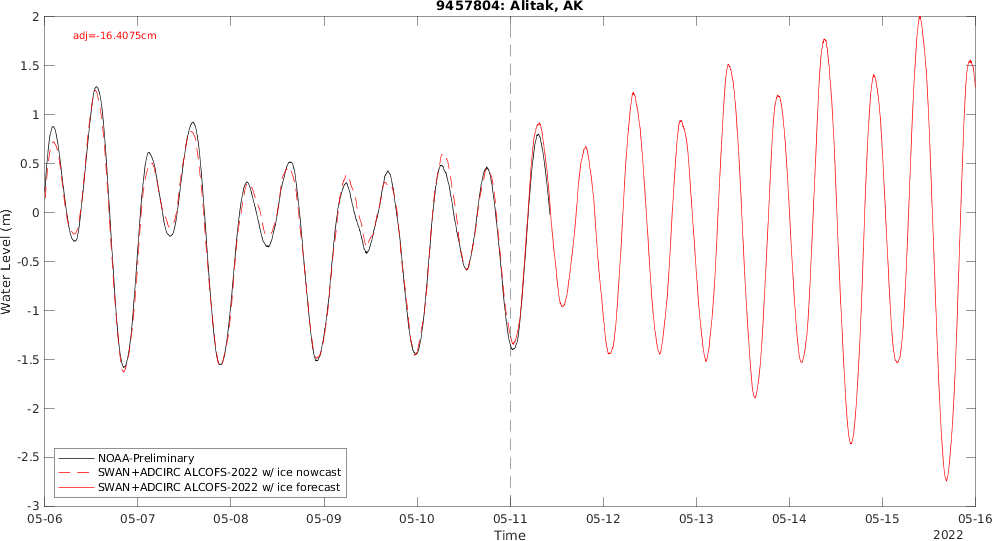 9457804: Alitak, AK
adj=-16.4075cm
2
1.5
1
0.5
0
-0.5
-1
-1.5
-2
-2.5
-3
Water Level (m)
NOAA-Preliminary
SWAN+ADCIRC ALCOFS-2022 w/ ice nowcast
SWAN+ADCIRC ALCOFS-2022 w/ ice forecast
05-06 05-07 05-08 05-09 05-10 05-11 05-12 05-13 05-14 05-15 05-16
Time
2022